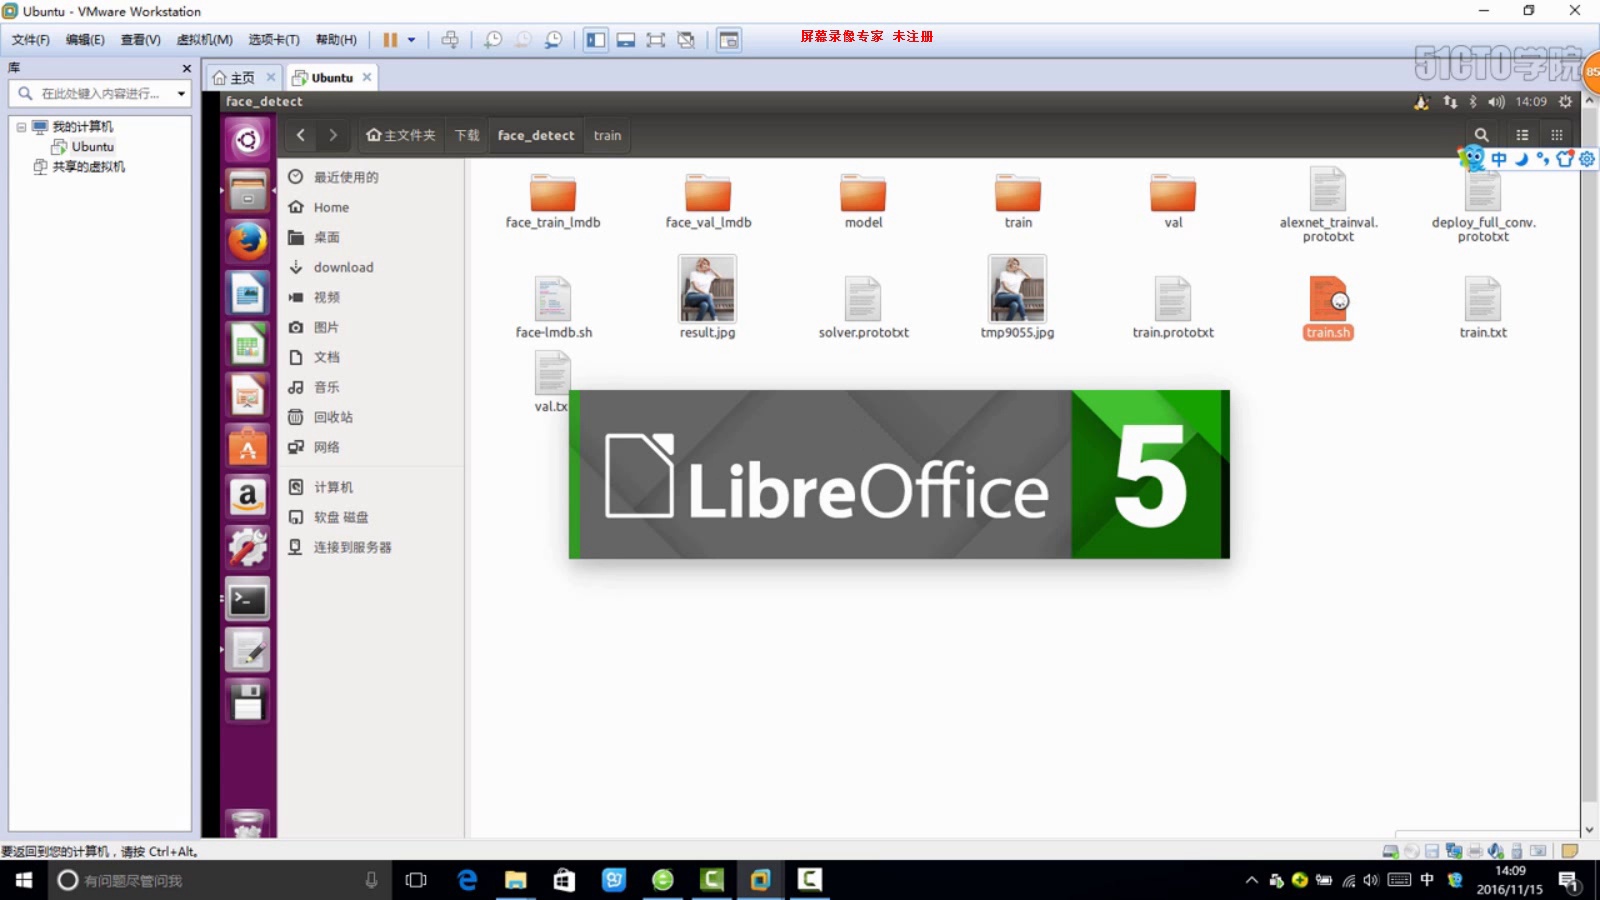 Ubuntu - VMware Workstation
文件(F) 编辑(E) 查看(V) 虚拟机(M) 选项卡(T) 帮助(H)
屏幕录像专家 未注册
51CTO学院
85
库
主页
Ubuntu
在此处键入内容进行...
我的计算机
Ubuntu
共享的虚拟机
face_detect
14:09
主文件夹 下载 face_detect train
中
最近使用的
Home
桌面
download
视频
图片
文档
音乐
回收站
网络
计算机
软盘 磁盘
连接到服务器
face_train_lmdb
face_val_lmdb
model
train
val
alexnet_trainval.
prototxt
deploy_full_conv.
prototxt
face-lmdb.sh
result.jpg
solver.prototxt
tmp9055.jpg
train.prototxt
train.sh
train.txt
val.tx
LibreOffice 5
要返回到您的计算机，请按 Ctrl+Alt。
有问题尽管问我
中
14:09
2016/11/15
1